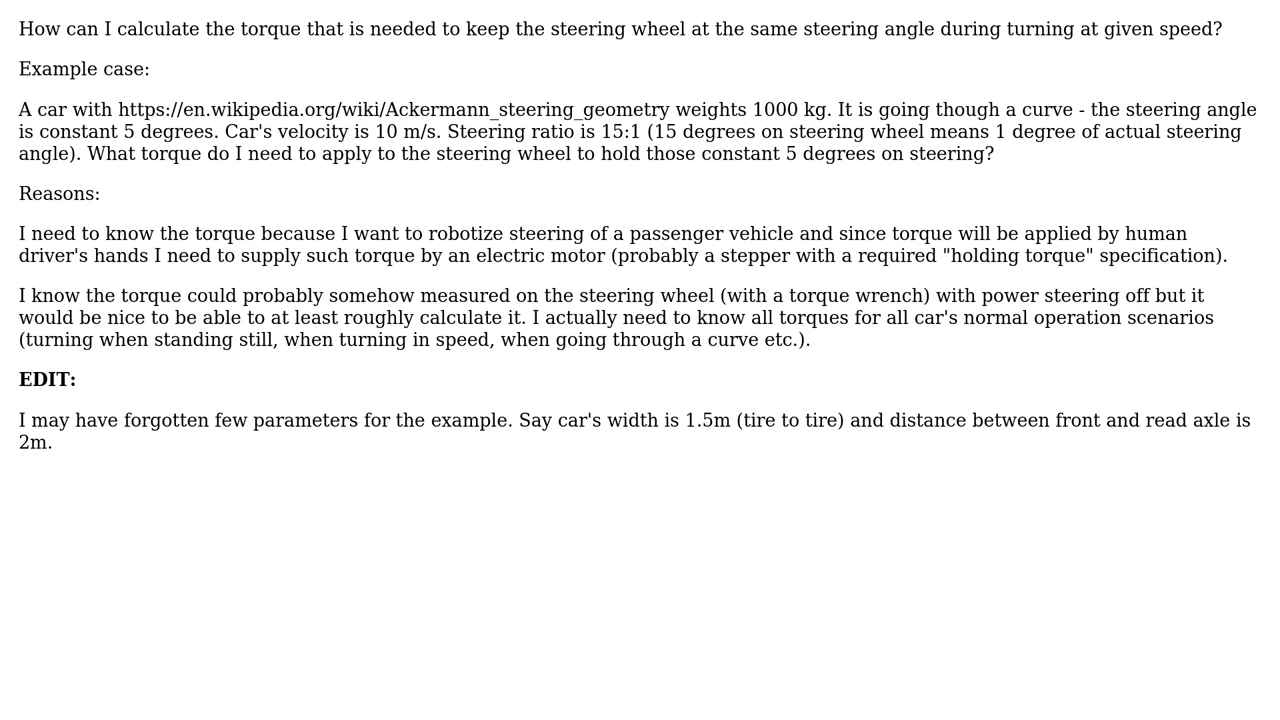 How can I calculate the torque that is needed to keep the steering wheel at the same steering angle during turning at given speed?
Example case:
A car with https://en.wikipedia.org/wiki/Ackermann_steering_geometry weights 1000 kg. It is going though a curve - the steering angle
is constant 5 degrees. Car's velocity is 10 m/s. Steering ratio is 15:1 (15 degrees on steering wheel means 1 degree of actual steering
angle). What torque do I need to apply to the steering wheel to hold those constant 5 degrees on steering?
Reasons:
I need to know the torque because I want to robotize steering of a passenger vehicle and since torque will be applied by human
driver's hands I need to supply such torque by an electric motor (probably a stepper with a required "holding torque" specification).
I know the torque could probably somehow measured on the steering wheel (with a torque wrench) with power steering off but it
would be nice to be able to at least roughly calculate it. I actually need to know all torques for all car's normal operation scenarios
(turning when standing still, when turning in speed, when going through a curve etc.).
EDIT:
I may have forgotten few parameters for the example. Say car's width is 1.5m (tire to tire) and distance between front and read axle is
2m.